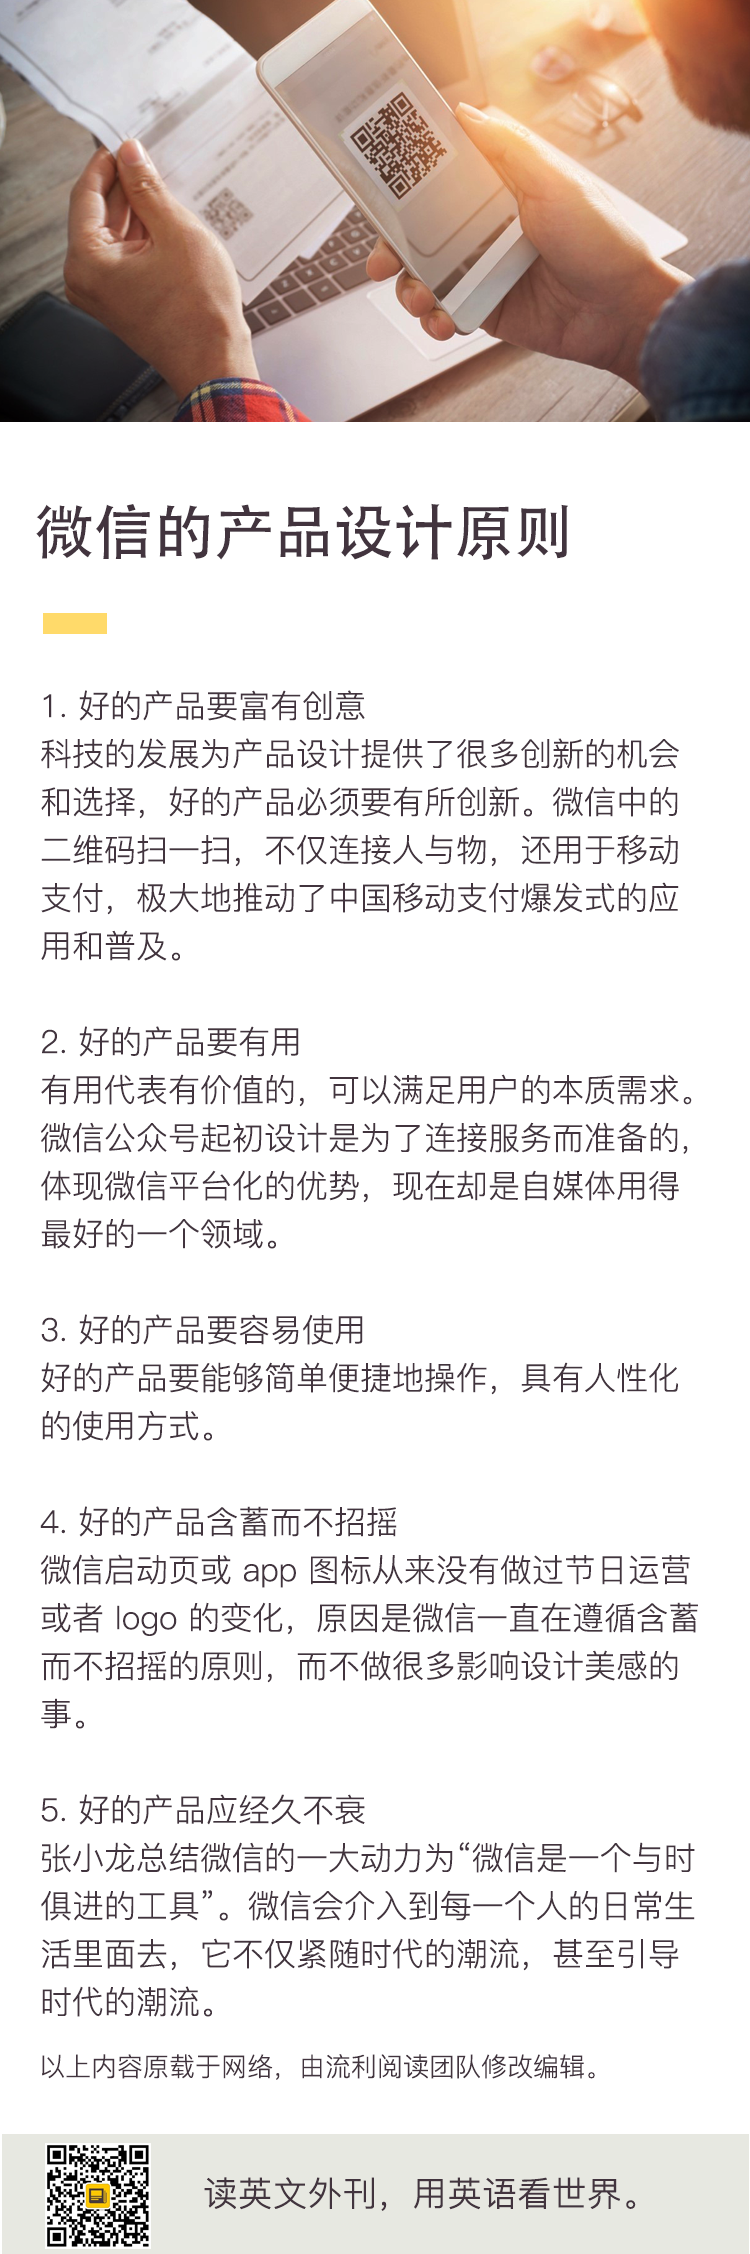 微信的产品设计原则
1. 好的产品要富有创意
科技的发展为产品设计提供了很多创新的机会
和选择，好的产品必须要有所创新。微信中的
二维码扫一扫，不仅连接人与物，还用于移动
支付，极大地推动了中国移动支付爆发式的应
用和普及。
2. 好的产品要有用
有用代表有价值的，可以满足用户的本质需求。
微信公众号起初设计是为了连接服务而准备的，
体现微信平台化的优势，现在却是自媒体用得
最好的一个领域。
3. 好的产品要容易使用
好的产品要能够简单便捷地操作，具有人性化
的使用方式。
4. 好的产品含蓄而不招摇
微信启动页或 app 图标从来没有做过节日运营
或者 logo 的变化，原因是微信一直在遵循含蓄
而不招摇的原则，而不做很多影响设计美感的
事。
5. 好的产品应经久不衰
张小龙总结微信的一大动力为“微信是一个与时
俱进的工具”。微信会介入到每一个人的日常生
活里面去，它不仅紧随时代的潮流，甚至引导
时代的潮流。
以上内容原载于网络，由流利阅读团队修改编辑。
读英文外刊，用英语看世界。